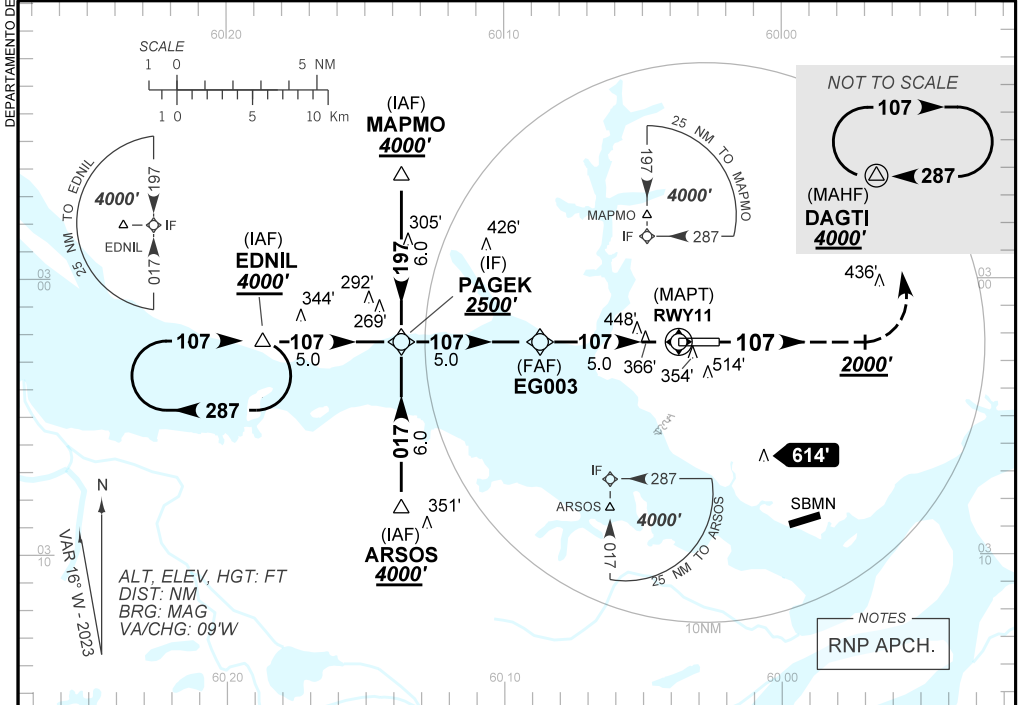 DEPARTAMENTO DE
60 20
60 10
60 00
SCALE
1 0 5 NM
1 0 5 10 Km
NOT TO SCALE
107
287
(MAHF)
DAGTI
4000'
(IAF)
MAPMO
4000'
25 NM TO EDNIL
197
4000'
IF
EDNIL
017
25 NM TO MAPMO
197
4000'
MAPMO
IF
287
197
6.0
305'
426'
(IF)
PAGEK
2500'
(IAF)
EDNIL
4000'
03
00
03
00
436'
344'
292'
269'
(MAPT)
RWY11
448'
366'
354'
514'
107
107
5.0
107
5.0
107
5.0
107
2000'
287
(FAF)
EG003
017
6.0
614'
SBMN
IF
287
ARSOS
4000'
017
25 NM TO ARSOS
351'
(IAF)
ARSOS
4000'
03
10
03
10
N
VAR 16° W - 2023
ALT, ELEV, HGT: FT
DIST: NM
BRG: MAG
VA/CHG: 09'W
10NM
NOTES
RNP APCH.
60 20
60 10
60 00